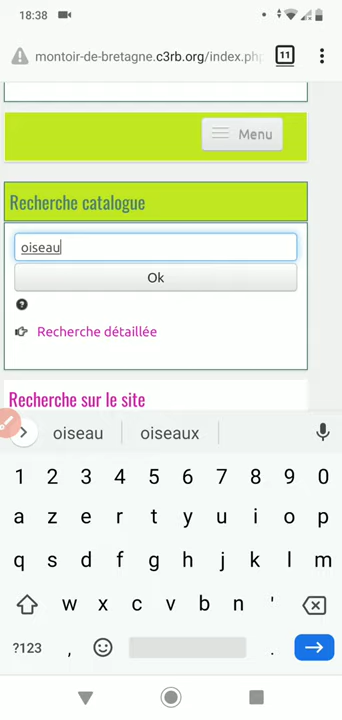 18:38
montoir-de-bretagne.c3rb.org/index.php
11
Menu
Recherche catalogue
oiseau
Ok
Recherche détaillée
Recherche sur le site
oiseau oiseaux
1 2 3 4 5 6 7 8 9 0
a z e r t y u i o p
q s d f g h j k l m
w x c v b n '
?123 , .